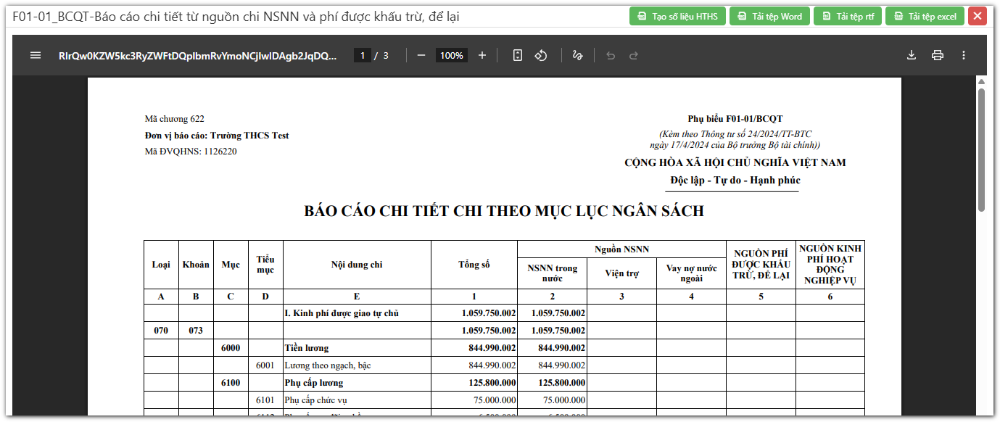 F01-01_BCQT-Báo cáo chi tiết từ nguồn chi NSNN và phí được khấu trừ, để lại
Tạo số liệu HTHS
Tải tệp Word
Tải tệp rtf
Tải tệp excel
1 / 3
100%
Mã chương 622
Đơn vị báo cáo: Trường THCS Test
Mã ĐVQHNS: 1126220
Phụ biểu F01-01/BCQT
(Kèm theo Thông tư số 24/2024/TT-BTC
ngày 17/4/2024 của Bộ trưởng Bộ tài chính))
CỘNG HÒA XÃ HỘI CHỦ NGHĨA VIỆT NAM
Độc lập - Tự do - Hạnh phúc
BÁO CÁO CHI TIẾT CHI THEO MỤC LỤC NGÂN SÁCH
Loại Khoản Mục Tiểu mục Nội dung chi Tổng số Nguồn NSNN NGUỒN PHÍ ĐƯỢC KHẤU TRỪ, ĐỂ LẠI NGUỒN KINH PHÍ HOẠT ĐỘNG NGHIỆP VỤ
NSNN trong nước Viện trợ Vay nợ nước ngoài
A B C D E 1 2 3 4 5 6
I. Kinh phí được giao tự chủ 1.059.750.002 1.059.750.002
070 073 1.059.750.002 1.059.750.002
6000 Tiền lương 844.990.002 844.990.002
6001 Lương theo ngạch, bậc 844.990.002 844.990.002
6100 Phụ cấp lương 125.800.000 125.800.000
6101 Phụ cấp chức vụ 75.000.000 75.000.000